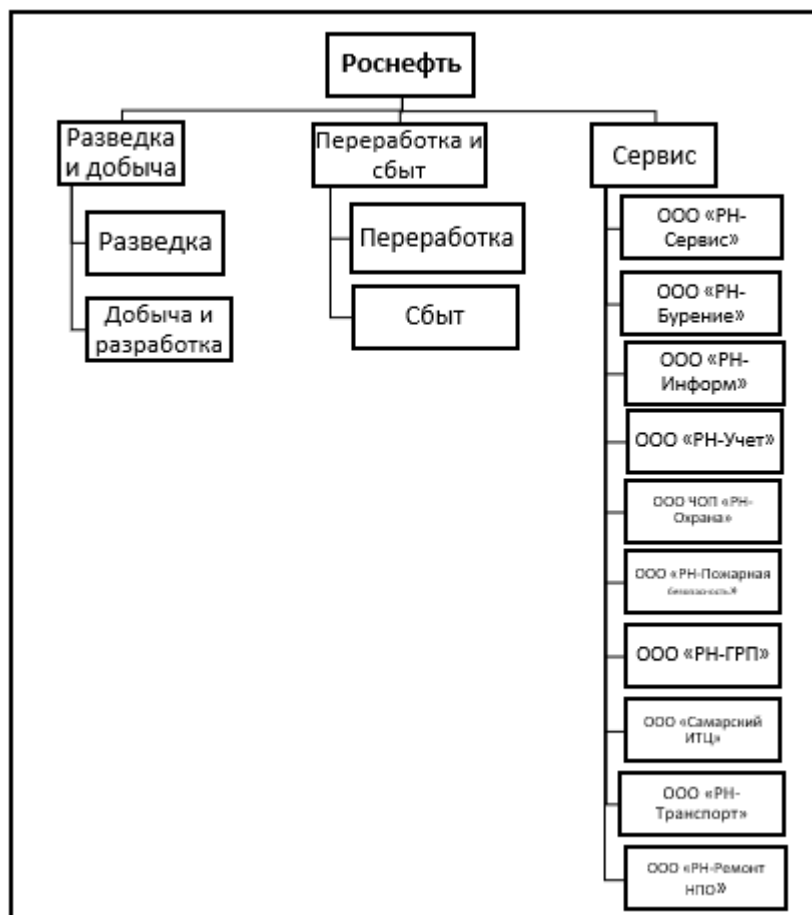 Роснефть
Разведка
и добыча
Разведка
Добыча и
разработка
Переработка и
сбыт
Переработка
Сбыт
Сервис
ООО «РН-
Сервис»
ООО «РН-
Бурение»
ООО «РН-
Информ»
ООО «РН-Учет»
ООО ЧОП «РН-
Охрана»
ООО «РН-Пожарная
безопасность»
ООО «РН-ГРП»
ООО «Самарский
ИТЦ»
ООО «РН-
Транспорт»
ООО «РН-Ремонт
НПО»